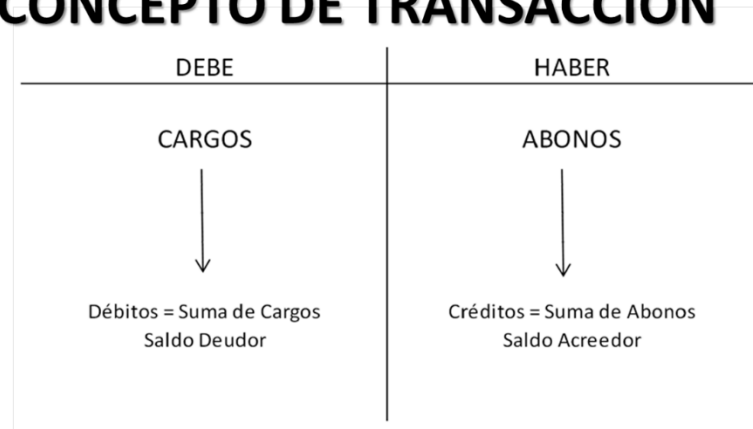 CONCEPTO DE TRANSACCIÓN
DEBE
HABER
CARGOS
ABONOS
Débitos = Suma de Cargos
Saldo Deudor
Créditos = Suma de Abonos
Saldo Acreedor